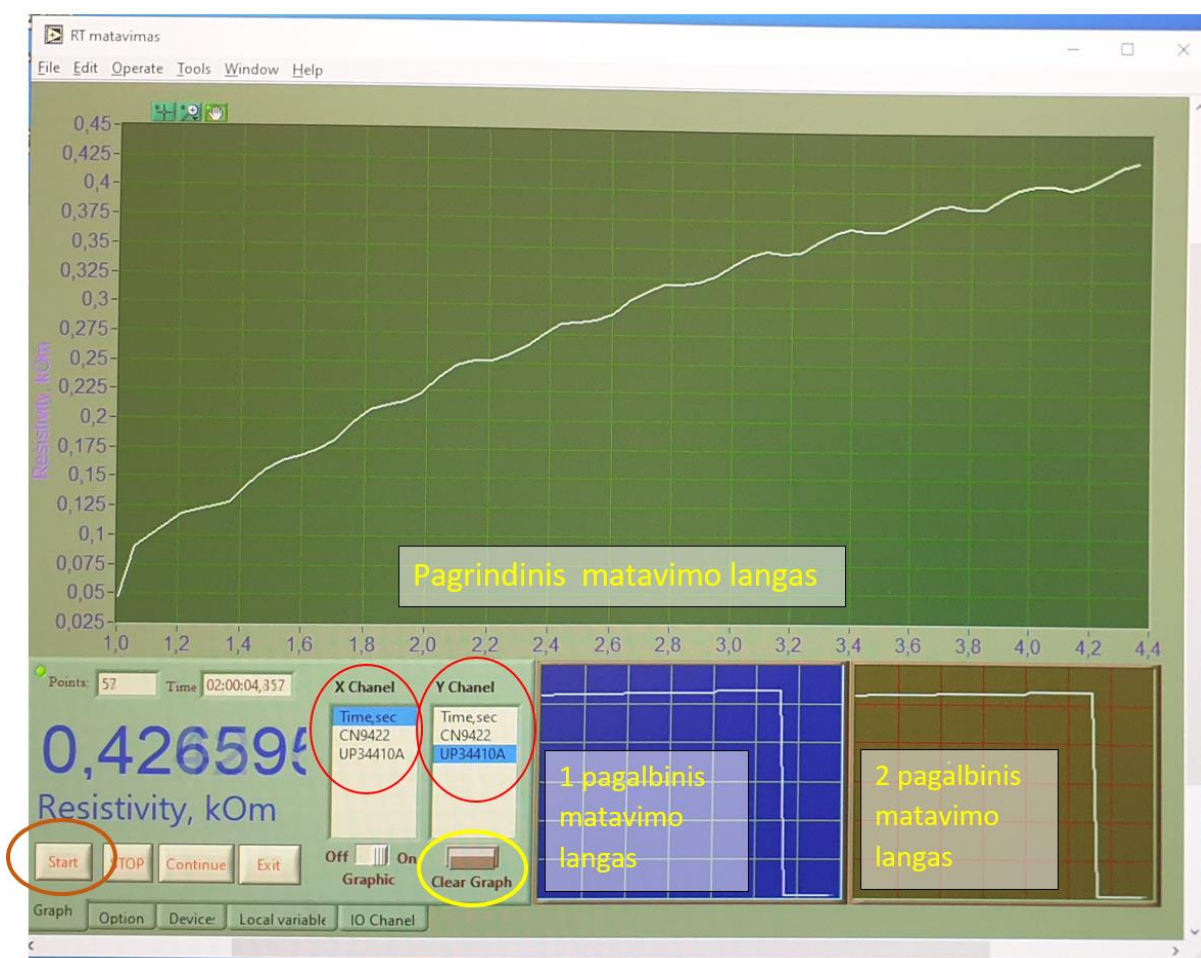 RT matavimas
File Edit Operate Tools Window Help
0,45
0,425
0,4
0,375
0,35
0,325
0,3
0,275
0,25
0,225
0,2
0,175
0,15
0,125
0,1
0,075
0,05
0,025
Resistivity, kOm
1,0 1,2 1,4 1,6 1,8 2,0 2,2 2,4 2,6 2,8 3,0 3,2 3,4 3,6 3,8 4,0 4,2 4,4
Pagrindinis matavimo langas
Points: 57 Time 02:00:04,357
X Chanel
Time,sec
CN9422
UP34410A
Y Chanel
Time,sec
CN9422
UP34410A
Resistivity, kOm
Start STOP Continue Exit
Off On
Graphic
Clear Graph
1 pagalbinis
matavimo
langas
2 pagalbinis
matavimo
langas
Graph Option Device: Local variable IO Chanel